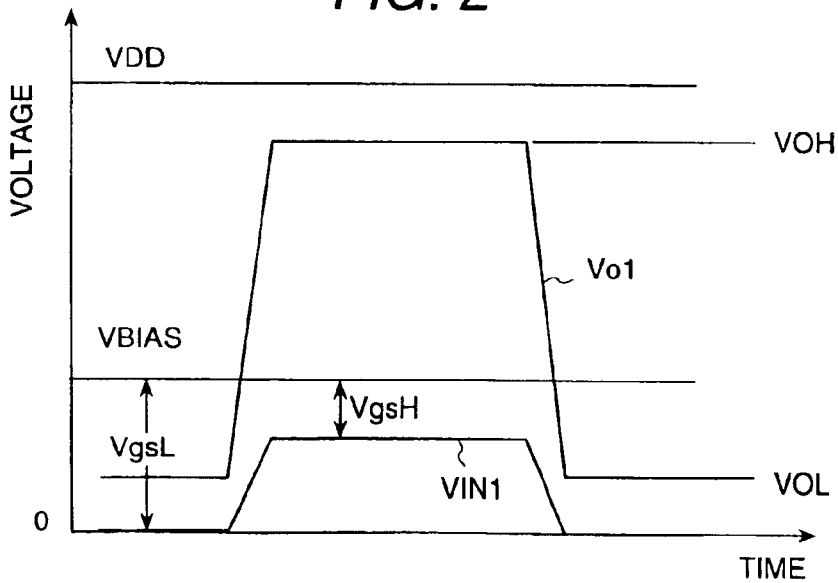 FIG. 2
VDD
VOLTAGE
VOH
Vo1
VBIAS
VgsH
VgsL
VIN1
VOL
0
TIME